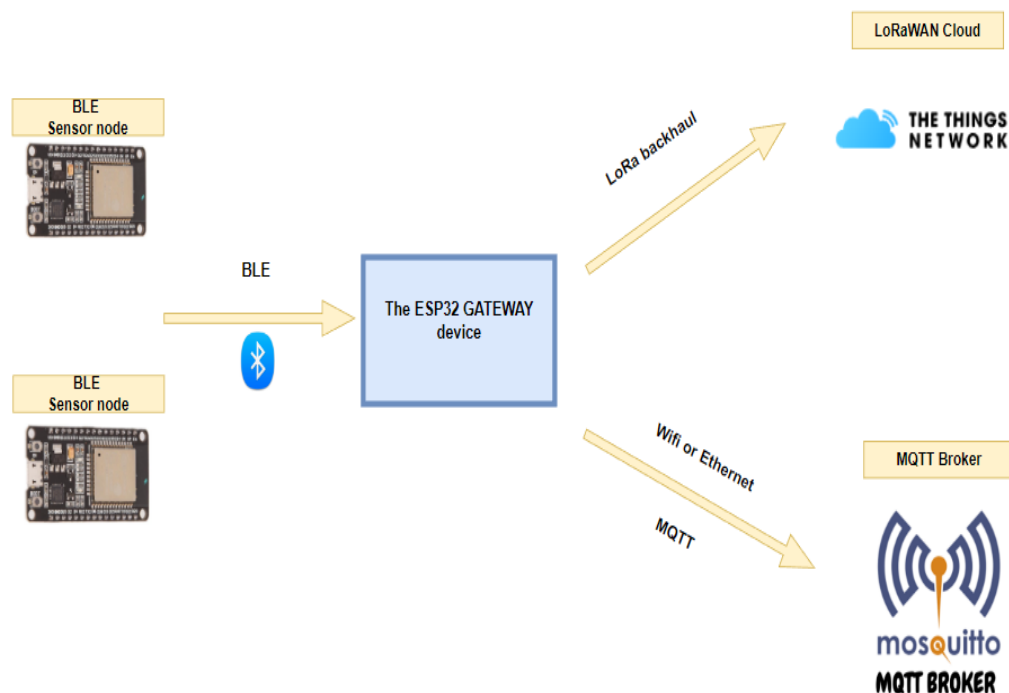 LoRaWAN Cloud
THE THINGS
NETWORK
BLE
Sensor node
LoRa backhaul
BLE
The ESP32 GATEWAY
device
BLE
Sensor node
Wifi or Ethernet
MQTT
MQTT Broker
mosquitto
MQTT BROKER